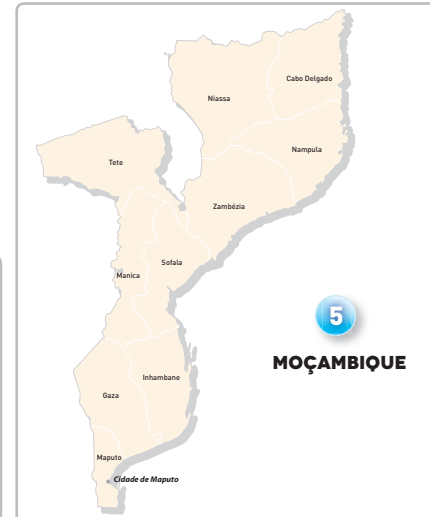 Cabo Delgado
Niassa
Nampula
Tete
Zambézia
Sofala
Manica
5
MOÇAMBIQUE
Inhambane
Gaza
Maputo
Cidade de Maputo